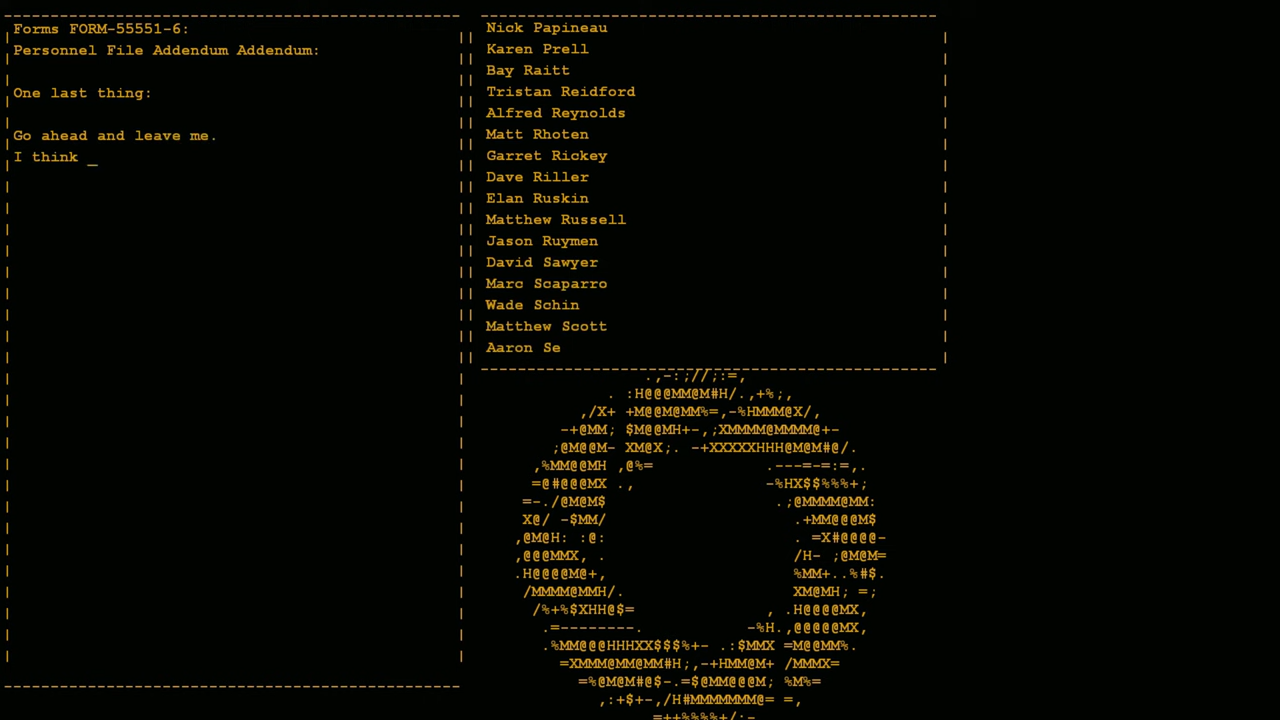 Forms FORM-55551-6:
Personnel File Addendum Addendum:
One last thing:
Go ahead and leave me.
I think _
Nick Papineau
Karen Prell
Bay Raitt
Tristan Reidford
Alfred Reynolds
Matt Rhoten
Garret Rickey
Dave Riller
Elan Ruskin
Matthew Russell
Jason Ruymen
David Sawyer
Marc Scaparro
Wade Schin
Matthew Scott
Aaron Se